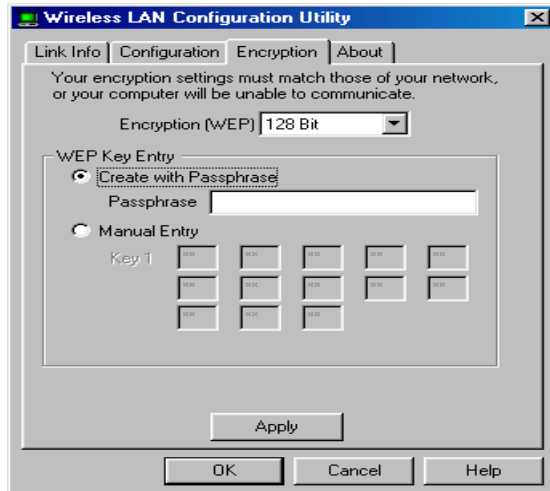 Wireless LAN Configuration Utility
Link Info Configuration Encryption About
Your encryption settings must match those of your network,
or your computer will be unable to communicate.
Encryption (WEP) 128 Bit
WEP Key Entry
Create with Passphrase
Passphrase
Manual Entry
Key 1 ** ** ** ** **
** ** ** ** **
** ** **
Apply
OK Cancel Help